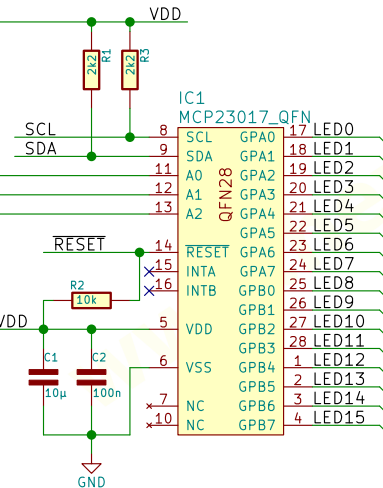 VDD
R1
2k2
R3
2k2
IC1
MCP23017_QFN
SCL 8 SCL GPA0 17 LED0
SDA 9 SDA GPA1 18 LED1
11 A0 GPA2 19 LED2
12 A1 GPA3 20 LED3
13 A2 GPA4 21 LED4
QFN28
GPA5 22 LED5
RESET 14 RESET GPA6 23 LED6
15 INTA GPA7 24 LED7
16 INTB GPB0 25 LED8
R2
10k
GPB1 26 LED9
VDD 5 VDD GPB2 27 LED10
GPB3 28 LED11
C1
10µ
C2
100n
6 VSS GPB4 1 LED12
GPB5 2 LED13
7 NC GPB6 3 LED14
10 NC GPB7 4 LED15
GND